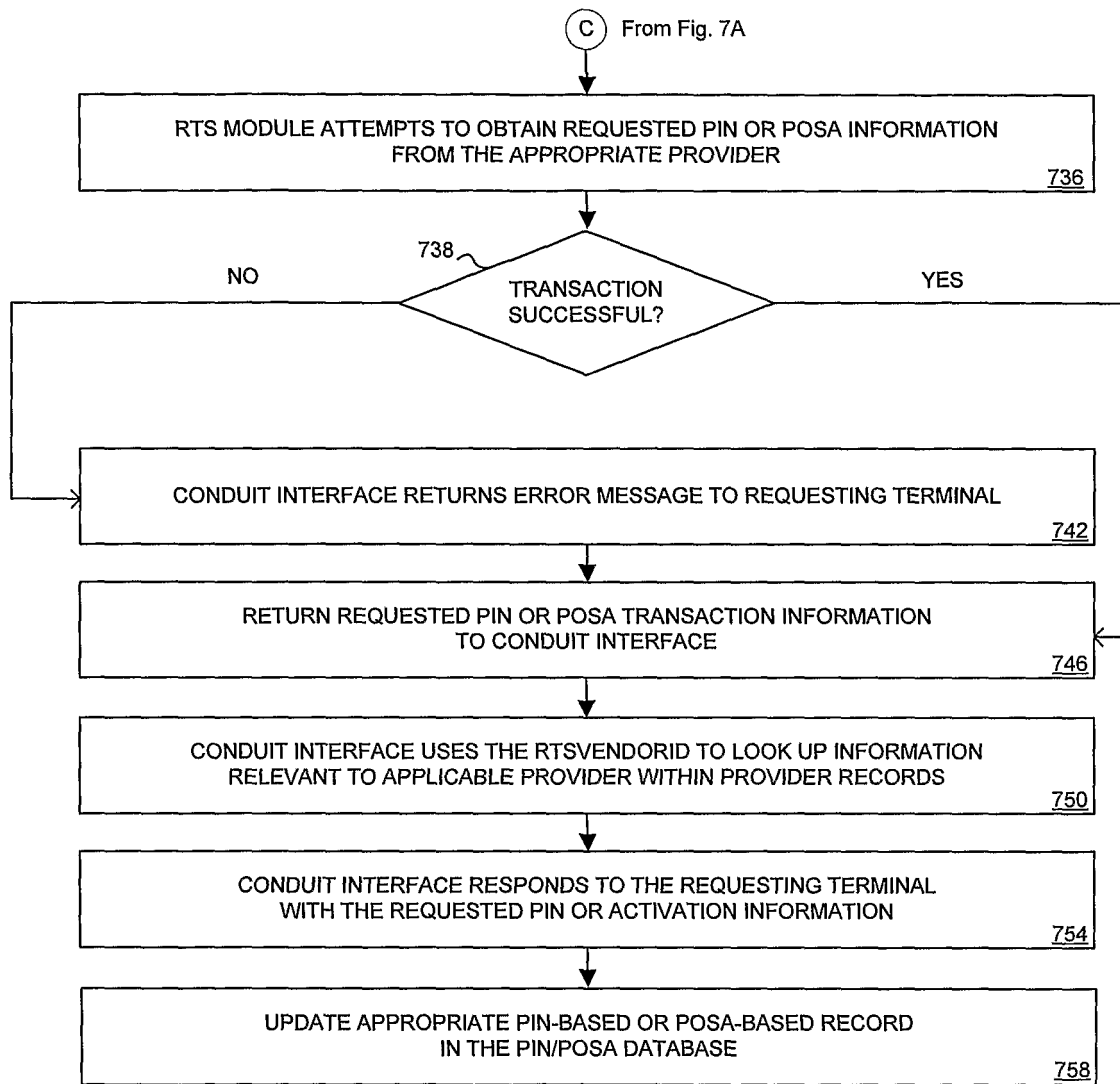 C From Fig. 7A
RTS MODULE ATTEMPTS TO OBTAIN REQUESTED PIN OR POSA INFORMATION
FROM THE APPROPRIATE PROVIDER
736
738
NO
YES
TRANSACTION
SUCCESSFUL?
CONDUIT INTERFACE RETURNS ERROR MESSAGE TO REQUESTING TERMINAL
742
RETURN REQUESTED PIN OR POSA TRANSACTION INFORMATION
TO CONDUIT INTERFACE
746
CONDUIT INTERFACE USES THE RTSVENDORID TO LOOK UP INFORMATION
RELEVANT TO APPLICABLE PROVIDER WITHIN PROVIDER RECORDS
750
CONDUIT INTERFACE RESPONDS TO THE REQUESTING TERMINAL
WITH THE REQUESTED PIN OR ACTIVATION INFORMATION
754
UPDATE APPROPRIATE PIN-BASED OR POSA-BASED RECORD
IN THE PIN/POSA DATABASE
758